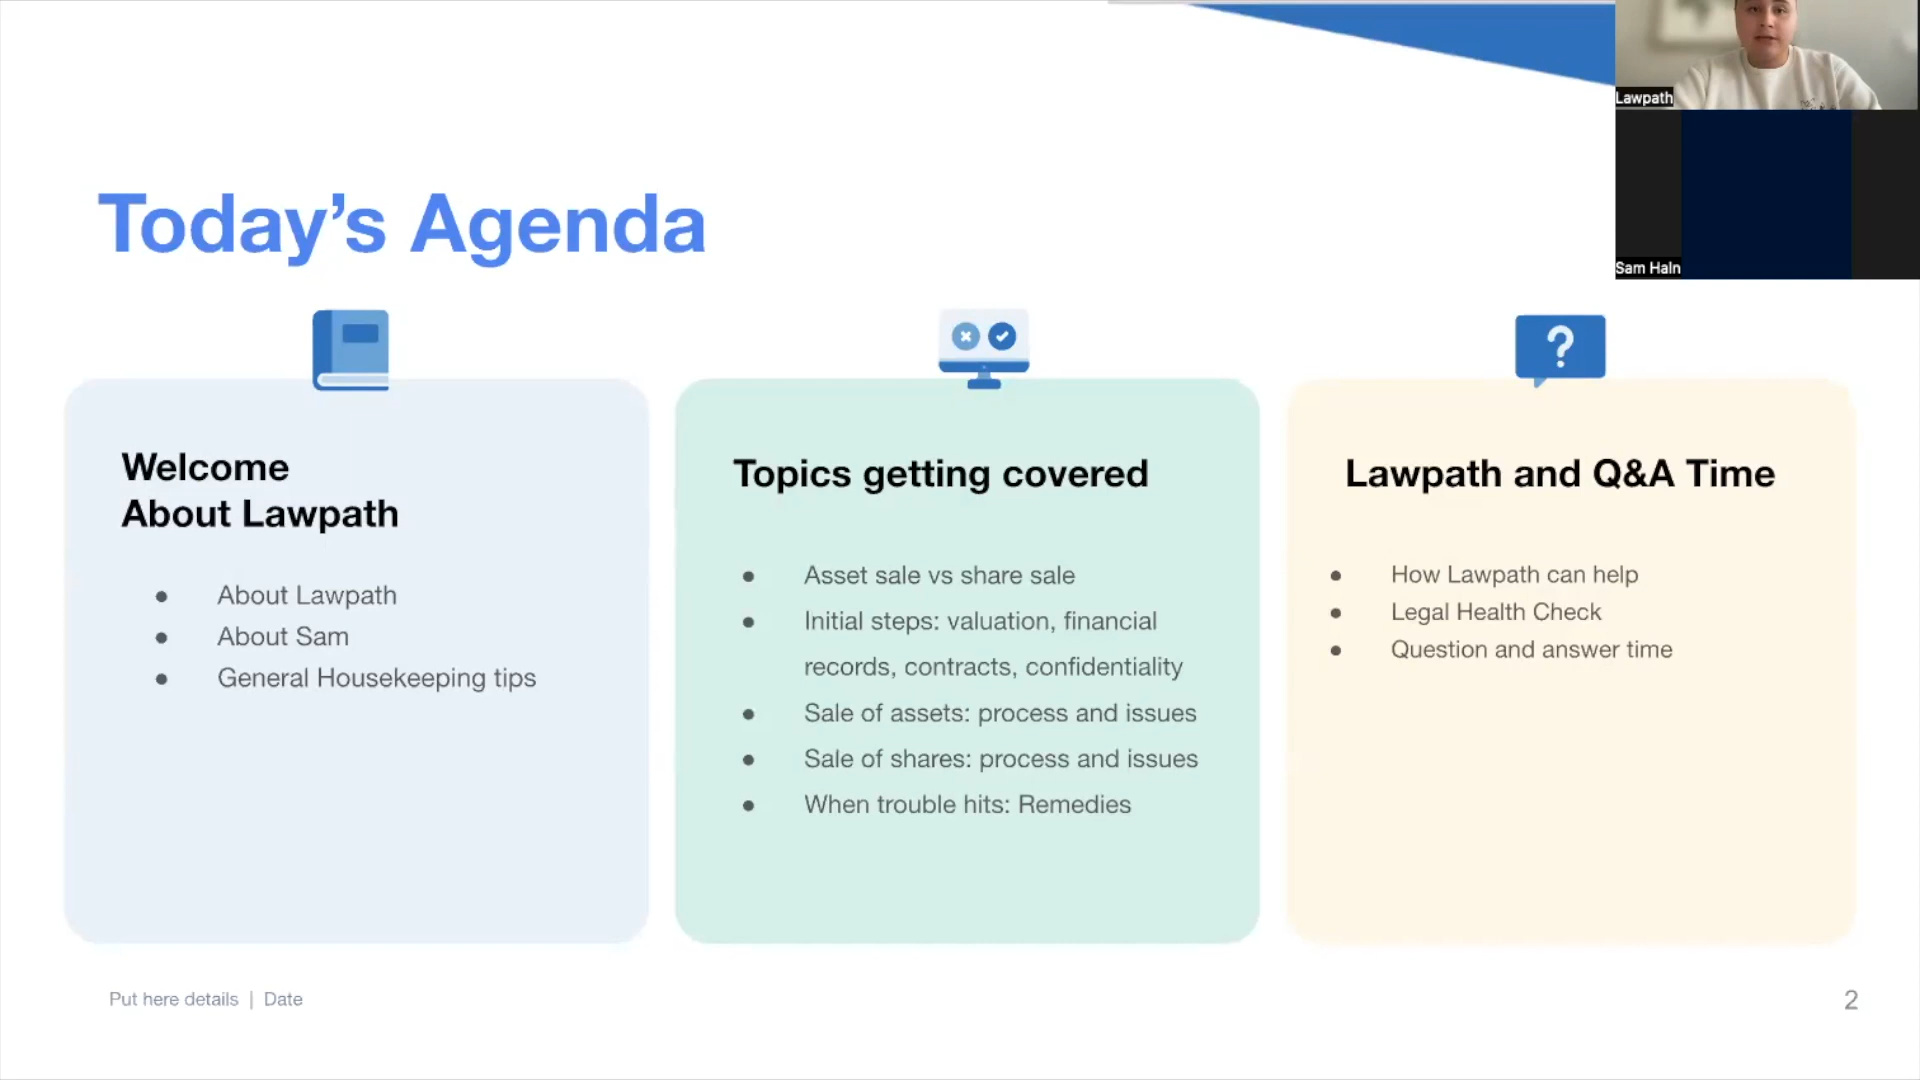 Lawpath
Sam Haln
Today’s Agenda
Welcome
About Lawpath
● About Lawpath
● About Sam
● General Housekeeping tips
Topics getting covered
● Asset sale vs share sale
● Initial steps: valuation, financial
records, contracts, confidentiality
● Sale of assets: process and issues
● Sale of shares: process and issues
● When trouble hits: Remedies
Lawpath and Q&A Time
● How Lawpath can help
● Legal Health Check
● Question and answer time
Put here details | Date
2